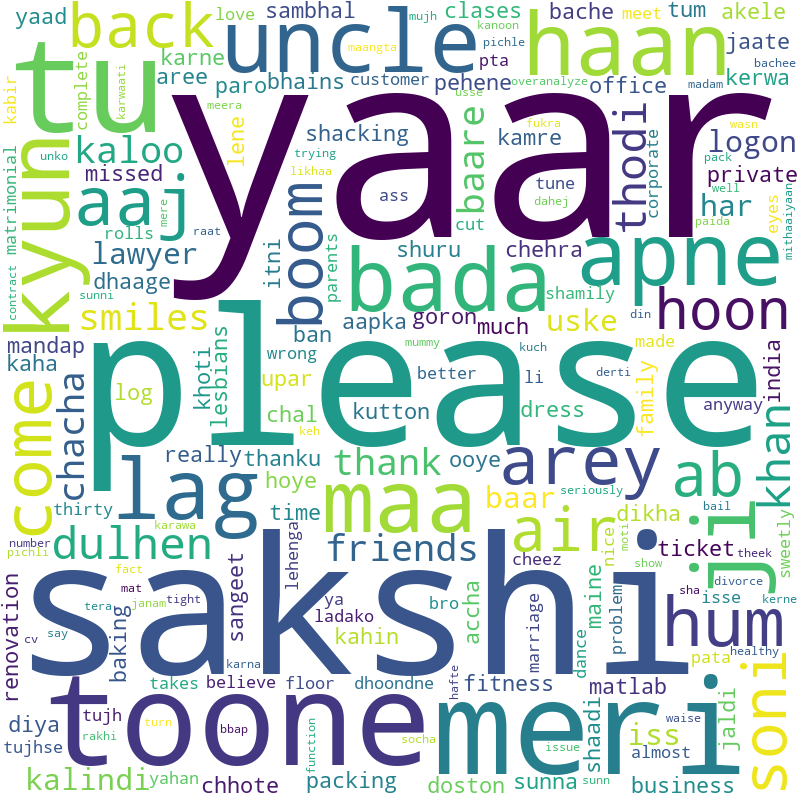 yaad
back
uncle
sambhal
love
mujh
kanoon
clases
bache
meet
tum
akele
karne
maangta
pichle
bachee
haan
jaate
aree
paro
bhains
customer
pta
pehene
overanalyze
office
madam
kerwa
kabir
complete
karwaati
tu
meera
yaar
usse
fukra
wasn
kyun
unko
kaloo
lene
shacking
trying
kamre
baare
thodi
corporate
logon
matrimonial
missed
likhaa
ass
tune
dahej
pack
well
private
aaj
mere
raat
boom
cut
har
paida
eyes
mithaaiyaan
rolls
lawyer
itni
parents
shuru
chehra
apne
contract
sunni
dhaage
bada
shamily
smiles
ban
aapka
goron
much
uske
din
made
hoon
india
mandap
kaha
chacha
khoti
lesbians
wrong
mummy
kuch
please
better
li
derti
family
anyway
come
log
upar
chal
kutton
dress
khan
keh
really
thanku
thank
ooye
arey
ab
lag
hoye
seriously
thirty
time
maa
baar
dikha
bail
number
karawa
air
nice
moti
ji
sweetly
pichli
dulhen
lehenga
friends
cheez
ticket
theek
fact
sangeet
show
divorce
renovation
cv
mat
tera
janam
tight
ya
ladako
bro
accha
maine
sha
isse
kerne
say
baking
karna
sakshi
kahin
marriage
dance
problem
hum
pata
healthy
takes
believe
floor
dhoondne
hafte
fitness
matlab
waise
soni
diya
tujh
turn
bbap
toone
socha
meri
shaadi
iss
jaldi
tujhse
rakhi
function
issue
almost
kalindi
yahan
chhote
packing
doston
sunna
sunn
business